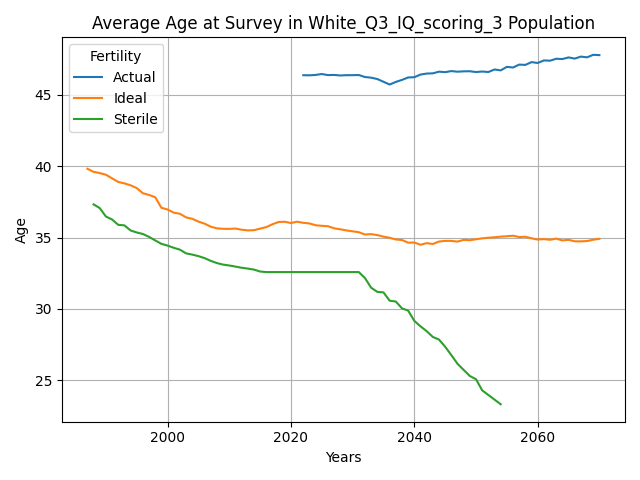 Average Age at Survey in White_Q3_IQ_scoring_3 Population
Fertility
Actual
Ideal
Sterile
45
40
35
30
25
Age
2000
2020
2040
2060
Years